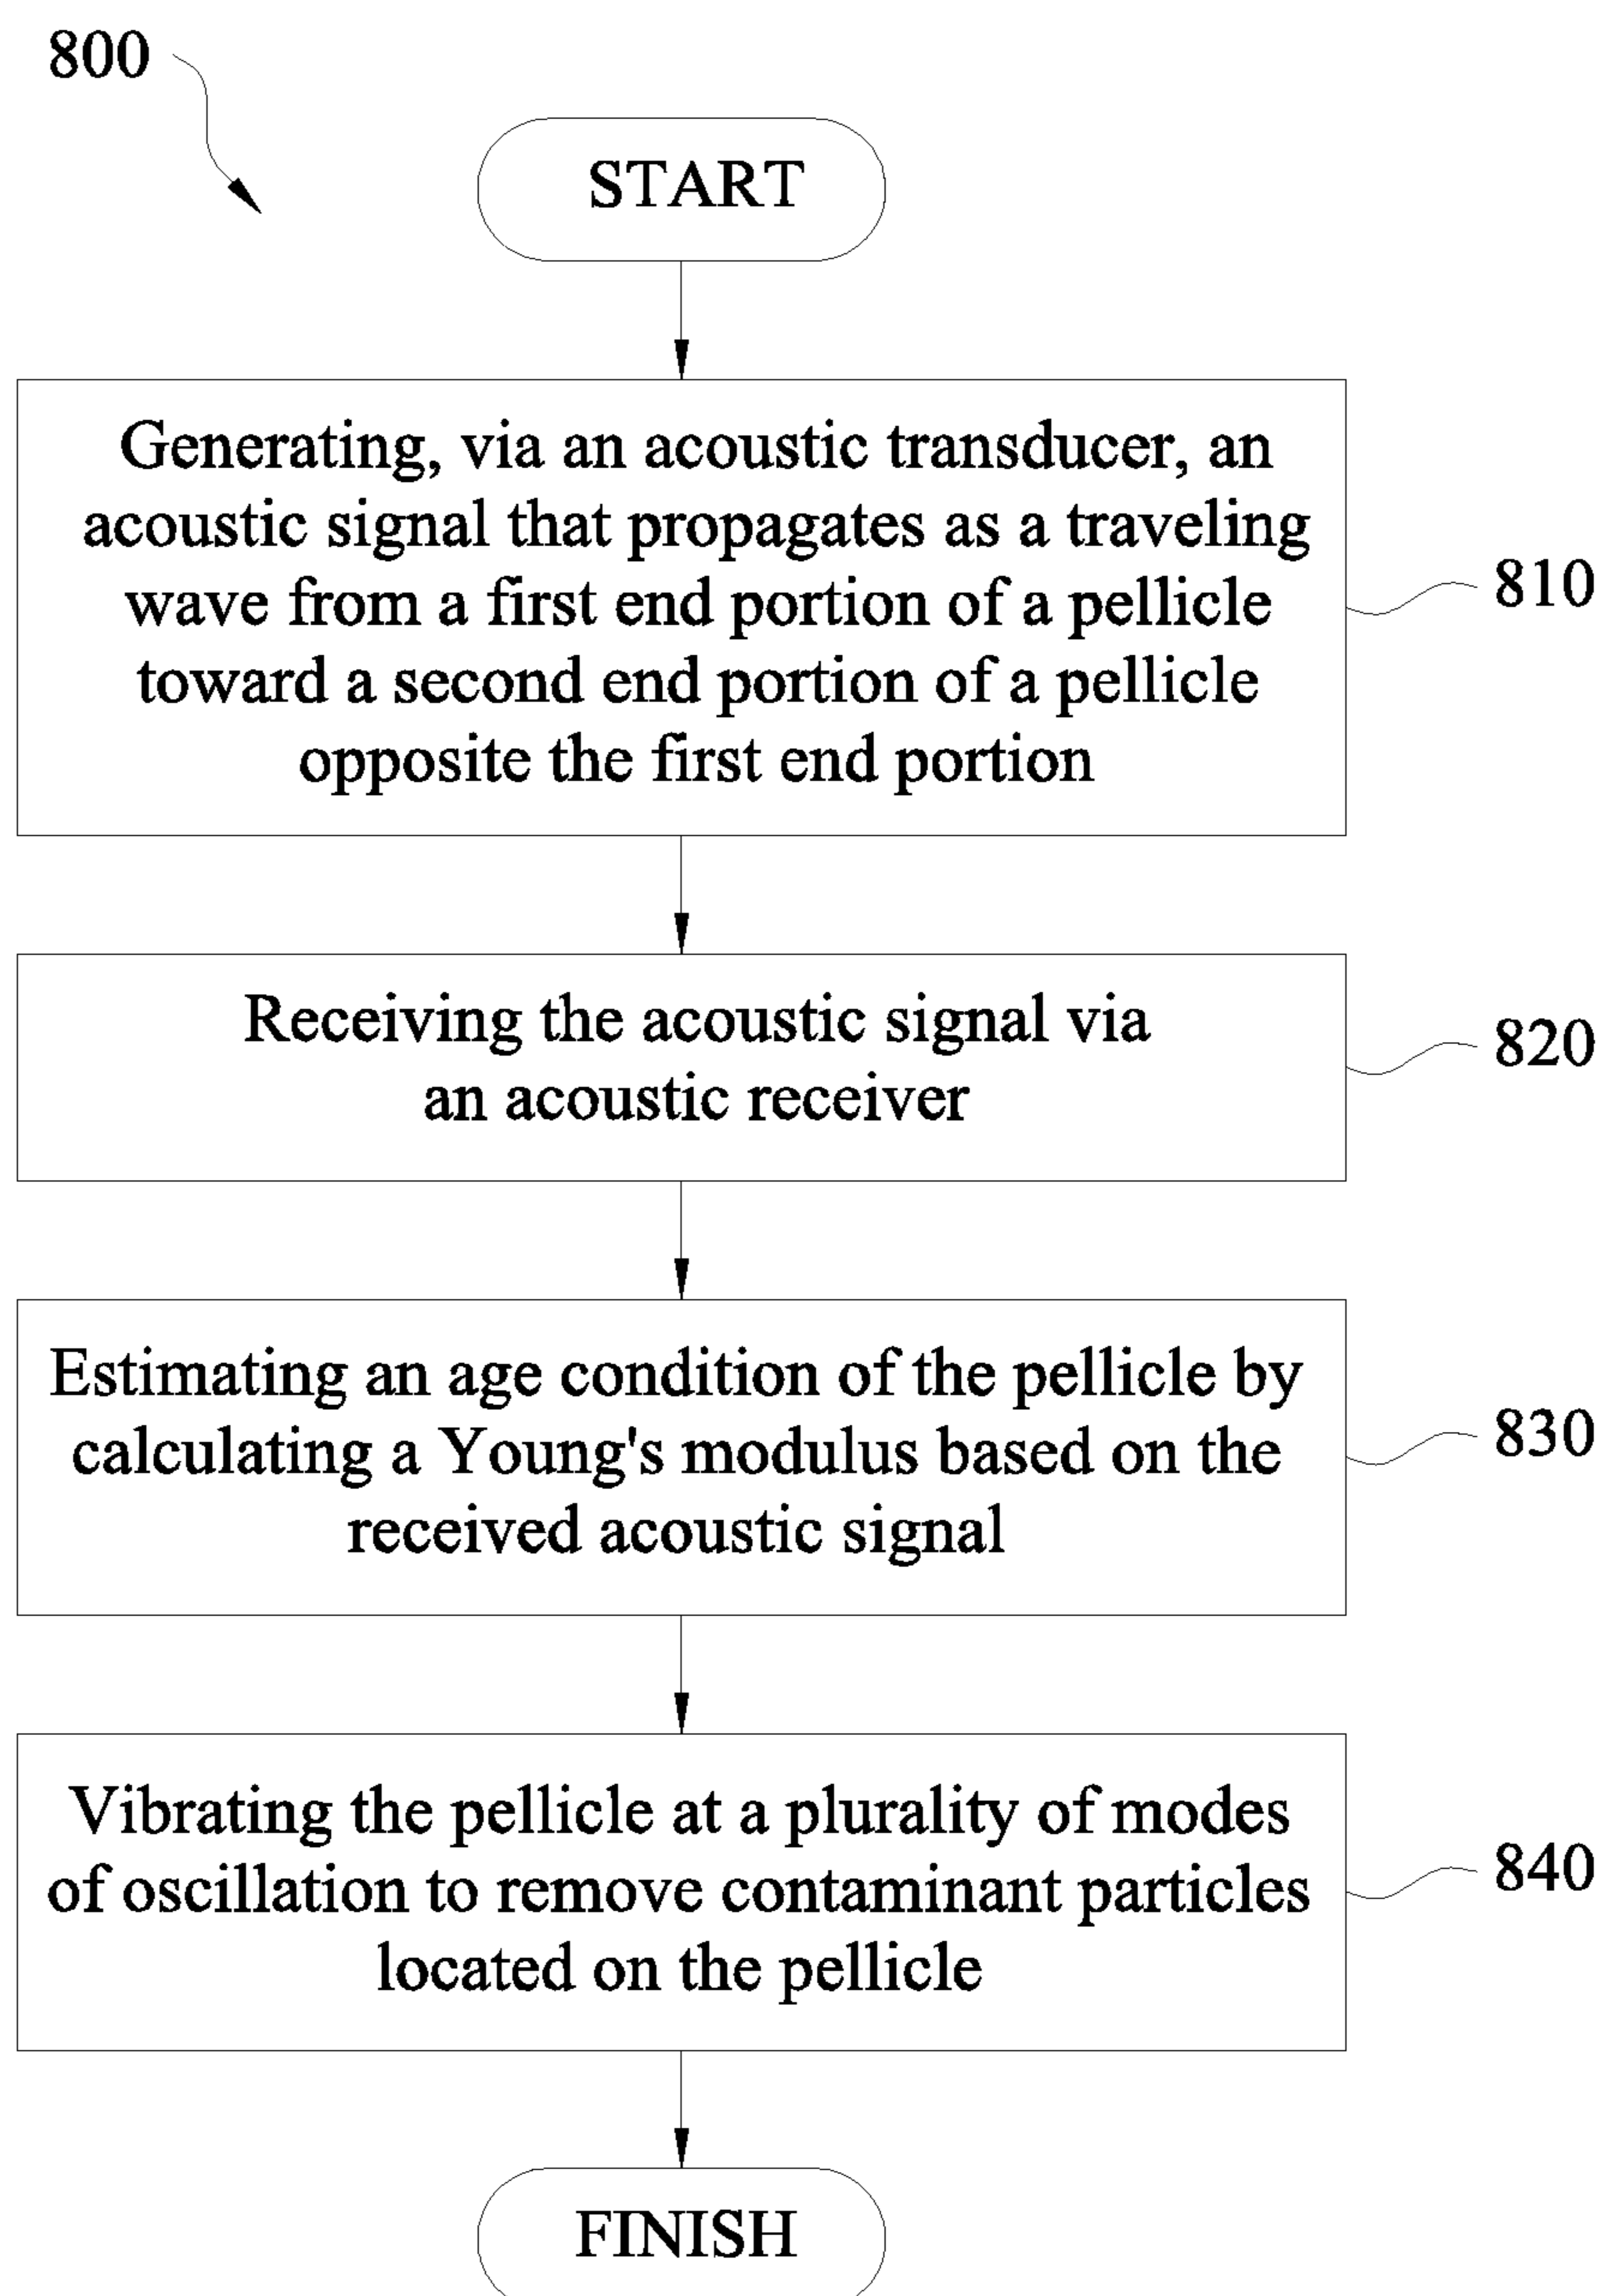 800
START
Generating, via an acoustic transducer, an
acoustic signal that propagates as a traveling
wave from a first end portion of a pellicle
toward a second end portion of a pellicle
opposite the first end portion
810
Receiving the acoustic signal via
an acoustic receiver
820
Estimating an age condition of the pellicle by
calculating a Young's modulus based on the
received acoustic signal
830
Vibrating the pellicle at a plurality of modes
of oscillation to remove contaminant particles
located on the pellicle
840
FINISH